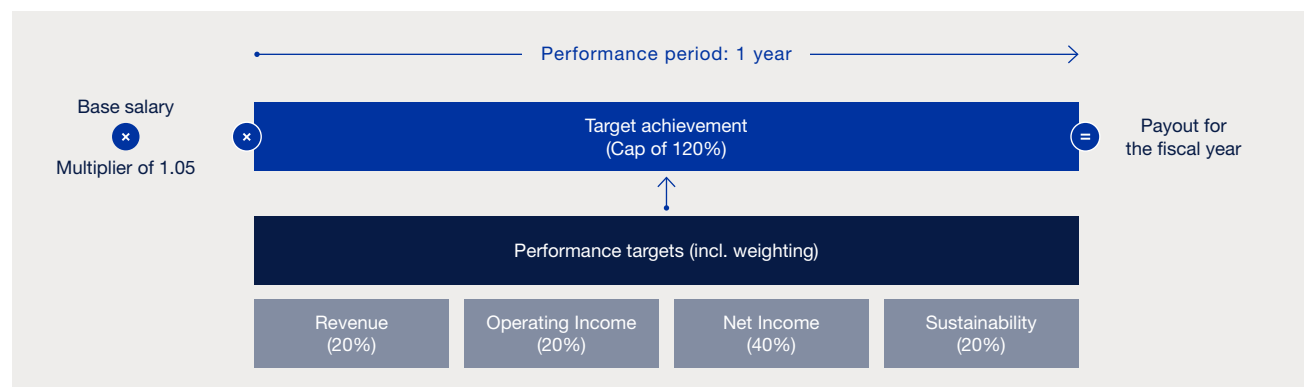 Performance period: 1 year
Base salary
×
Multiplier of 1.05
×
Target achievement
(Cap of 120%)
=
Payout for
the fiscal year
Performance targets (incl. weighting)
Revenue
(20%)
Operating Income
(20%)
Net Income
(40%)
Sustainability
(20%)